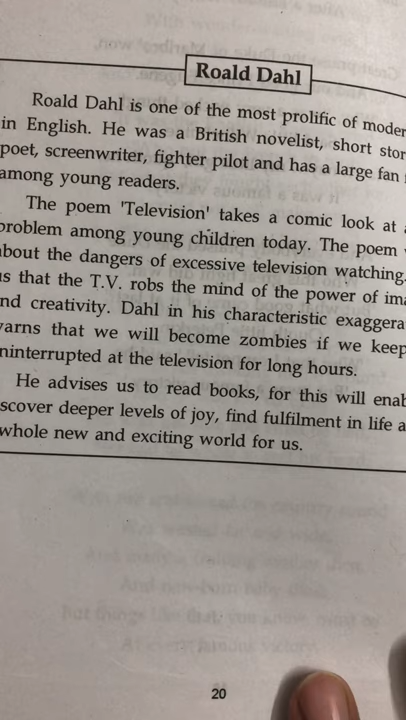 Roald Dahl
Roald Dahl is one of the most prolific of moder
in English. He was a British novelist, short stor
poet, screenwriter, fighter pilot and has a large fan
among young readers.
The poem 'Television' takes a comic look at
problem among young children today. The poem
about the dangers of excessive television watching.
us that the T.V. robs the mind of the power of ima
nd creativity. Dahl in his characteristic exaggera
varns that we will become zombies if we keep
ninterrupted at the television for long hours.
He advises us to read books, for this will enab
scover deeper levels of joy, find fulfilment in life a
whole new and exciting world for us.
20